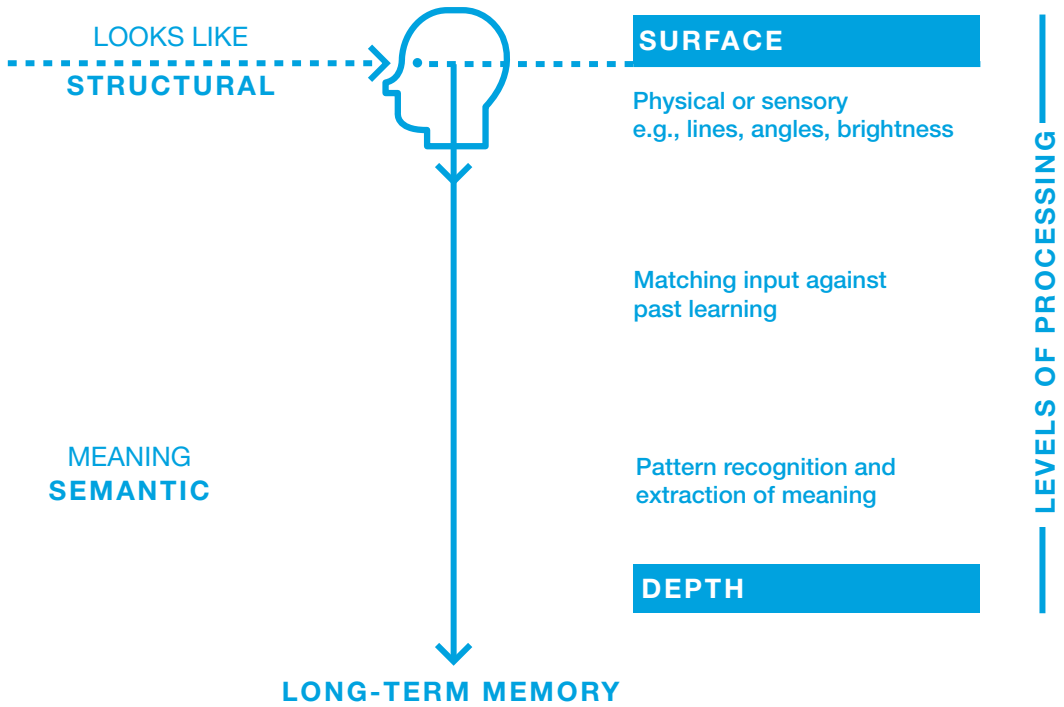 LOOKS LIKE
STRUCTURAL
SURFACE
Physical or sensory
e.g., lines, angles, brightness
Matching input against
past learning
MEANING
SEMANTIC
Pattern recognition and
extraction of meaning
DEPTH
LONG-TERM MEMORY
LEVELS OF PROCESSING